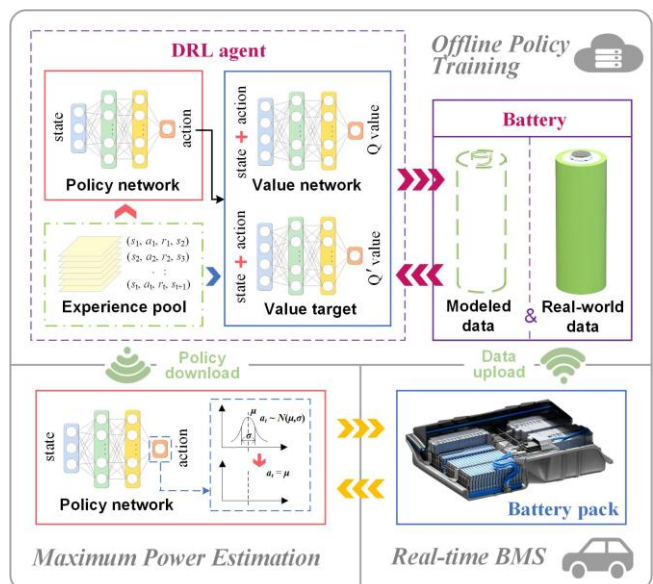 DRL agent
Offline Policy
Training
state
action
Policy network
state + action
Q value
Value network
(s1, a1, r1, s2)
(s2, a2, r2, s3)
:
(st, at, rt, st+1)
Experience pool
state + action
Q' value
Value target
Battery
Modeled
data
&
Real-world
data
Policy
download
Data
upload
state
action
Policy network
μ
σ
at ~ N(μ,σ)
at = μ
Battery pack
Maximum Power Estimation
Real-time BMS